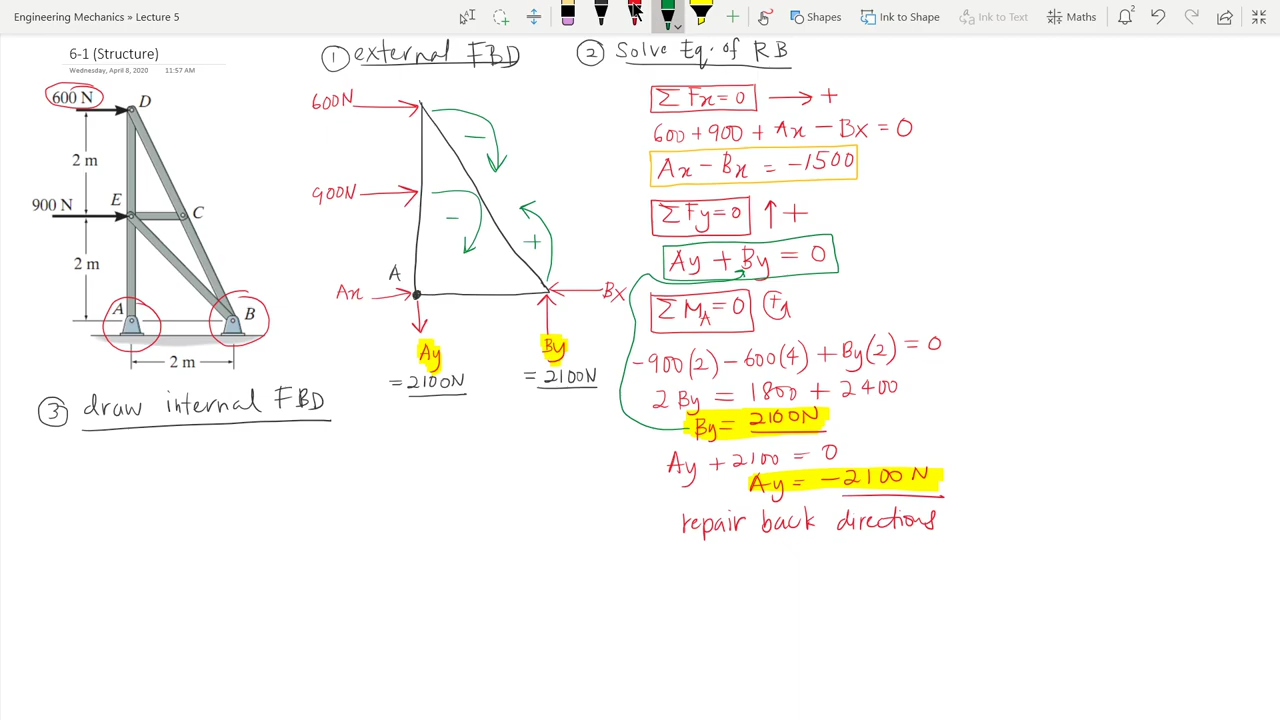 Engineering Mechanics » Lecture 5
Shapes
Ink to Shape
Ink to Text
Maths
6-1 (Structure)
Wednesday, April 8, 2020 11:57 AM
600 N
D
2 m
900 N
E
C
2 m
A
B
2 m
① external FBD
600N
−
900N
−
+
A
Ax
Bx
Ay
= 2100N
By
= 2100N
② Solve Eq. of RB
ΣFx = 0 → +
600 + 900 + Ax − Bx = 0
Ax − Bx = −1500
ΣFy = 0 ↑ +
Ay + By = 0
ΣMA = 0 +
−900(2) − 600(4) + By(2) = 0
2 By = 1800 + 2400
By = 2100N
Ay + 2100 = 0
Ay = −2100 N
repair back directions
③ draw internal FBD